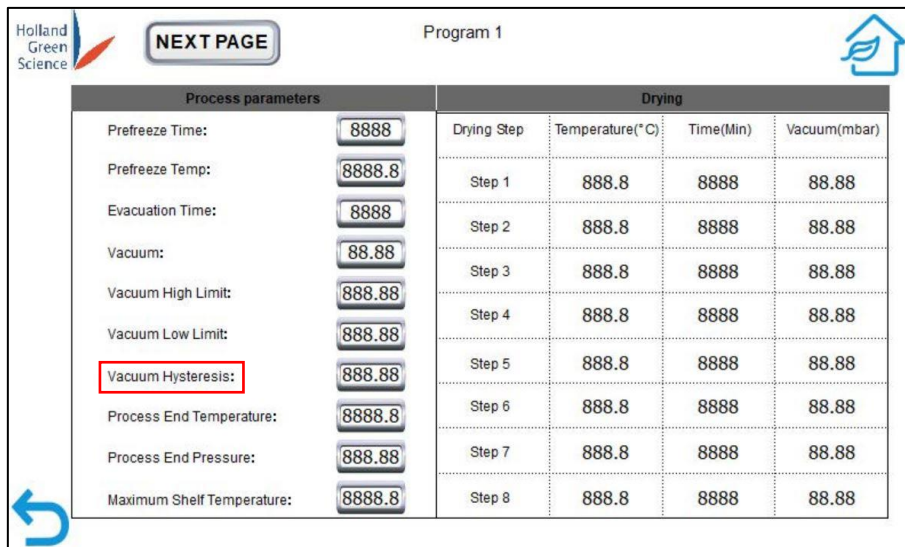 Holland
Green
Science
NEXT PAGE
Program 1
Process parameters
Prefreeze Time: 8888
Prefreeze Temp: 8888.8
Evacuation Time: 8888
Vacuum: 88.88
Vacuum High Limit: 888.88
Vacuum Low Limit: 888.88
Vacuum Hysteresis: 888.88
Process End Temperature: 8888.8
Process End Pressure: 888.88
Maximum Shelf Temperature: 8888.8
Drying
Drying Step Temperature(°C) Time(Min) Vacuum(mbar)
Step 1 888.8 8888 88.88
Step 2 888.8 8888 88.88
Step 3 888.8 8888 88.88
Step 4 888.8 8888 88.88
Step 5 888.8 8888 88.88
Step 6 888.8 8888 88.88
Step 7 888.8 8888 88.88
Step 8 888.8 8888 88.88